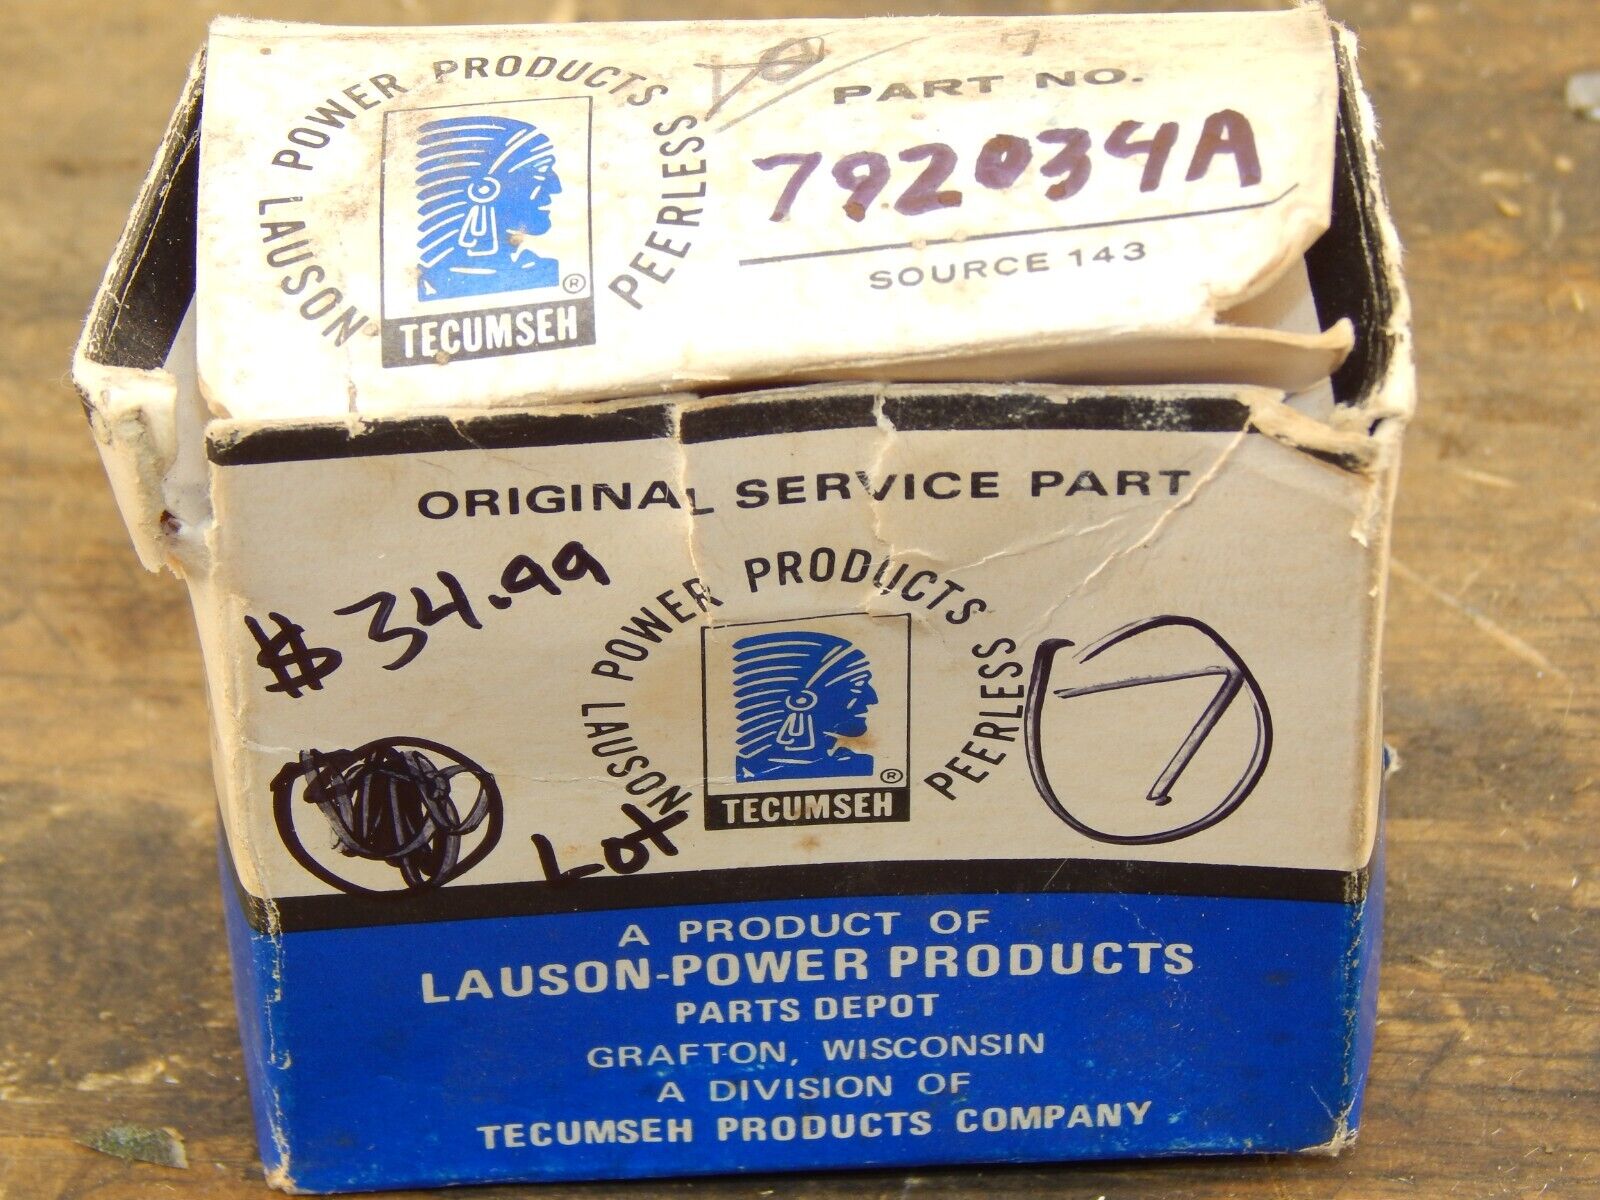 7
PART NO.
792034A
SOURCE 143
LAUSON POWER PRODUCTS PEERLESS
®
TECUMSEH
ORIGINAL SERVICE PART
$34.99
LAUSON POWER PRODUCTS PEERLESS
®
TECUMSEH
7
Lot
A PRODUCT OF
LAUSON-POWER PRODUCTS
PARTS DEPOT
GRAFTON, WISCONSIN
A DIVISION OF
TECUMSEH PRODUCTS COMPANY